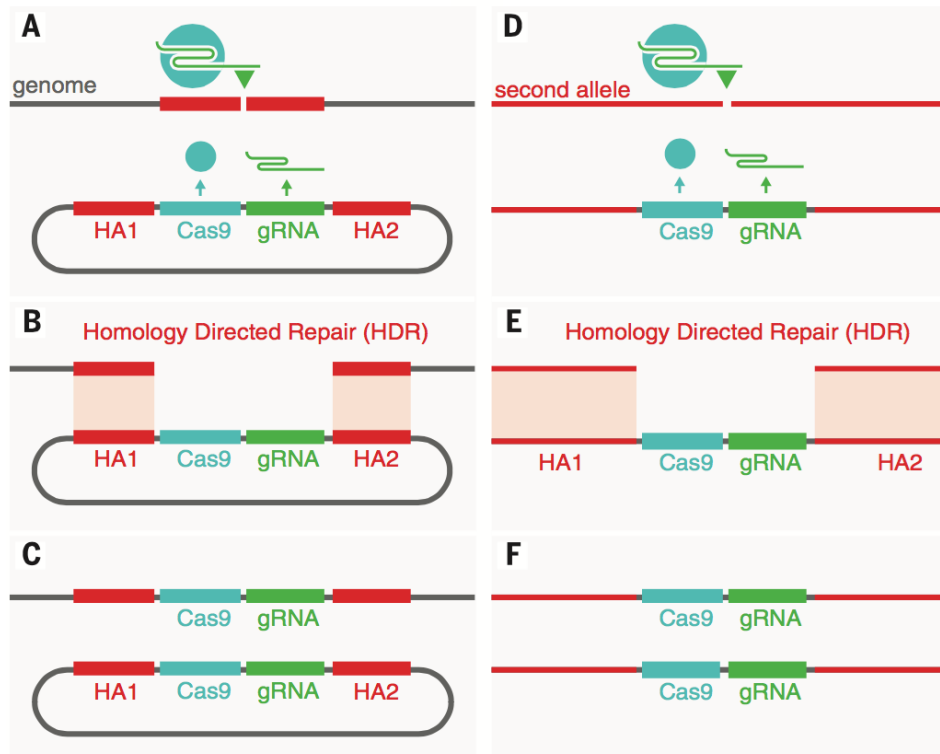 A
genome
HA1 Cas9 gRNA HA2
B
Homology Directed Repair (HDR)
HA1 Cas9 gRNA HA2
C
Cas9 gRNA
HA1 Cas9 gRNA HA2
D
second allele
Cas9 gRNA
E
Homology Directed Repair (HDR)
HA1 Cas9 gRNA HA2
F
Cas9 gRNA
Cas9 gRNA